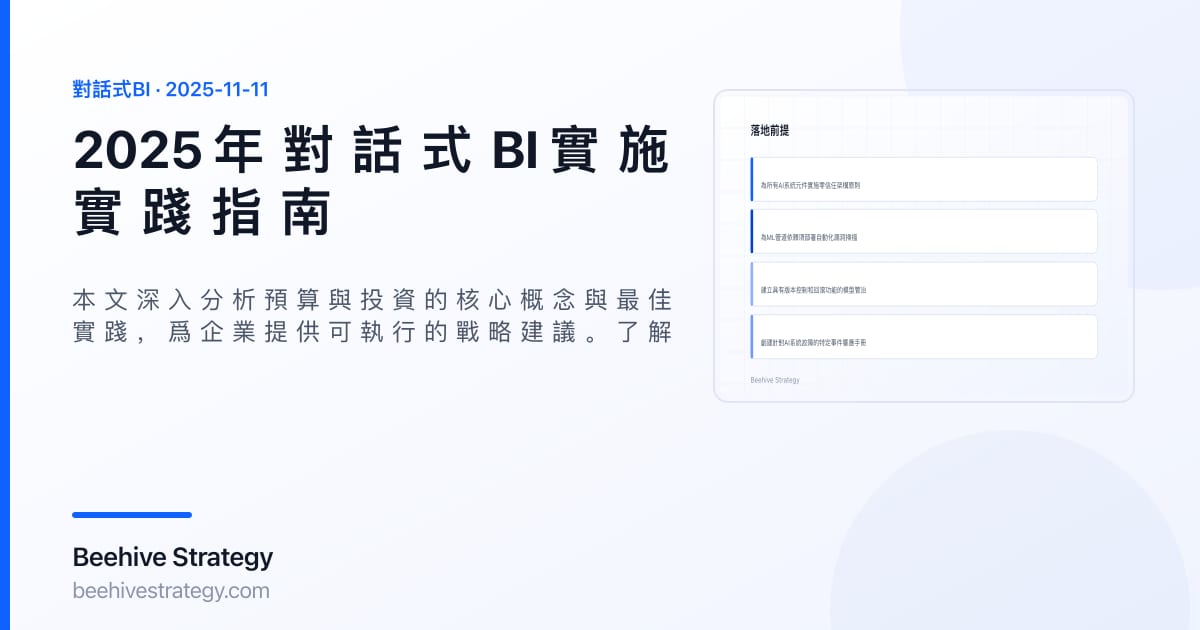 對話式BI · 2025-11-11
2025年對話式BI實施
實踐指南
本文深入分析預算與投資的核心概念與最佳
實踐，爲企業提供可執行的戰略建議。了解
Beehive Strategy
beehivestrategy.com
落地前提
為所有AI系統元件實施零信任架構原則
為ML管道依賴項部署自動化漏洞掃描
建立具有版本控制和回滾功能的模型管治
創建針對AI系統故障的特定事件響應手冊
Beehive Strategy